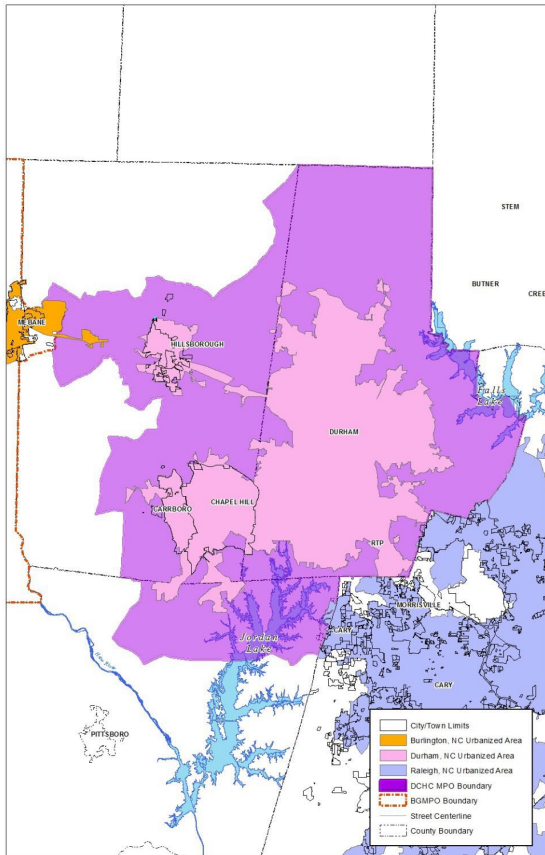 STEM
BUTNER
CREE
MEBANE
HILLSBOROUGH
Falls
Lake
DURHAM
CHAPEL HILL
CARRBORO
RTP
MORRISVILLE
CARY
Jordan
Lake
CARY
PITTSBORO
City/Town Limits
Burlington, NC Urbanized Area
Durham, NC Urbanized Area
Raleigh, NC Urbanized Area
DCHC MPO Boundary
BGMPO Boundary
Street Centerline
County Boundary